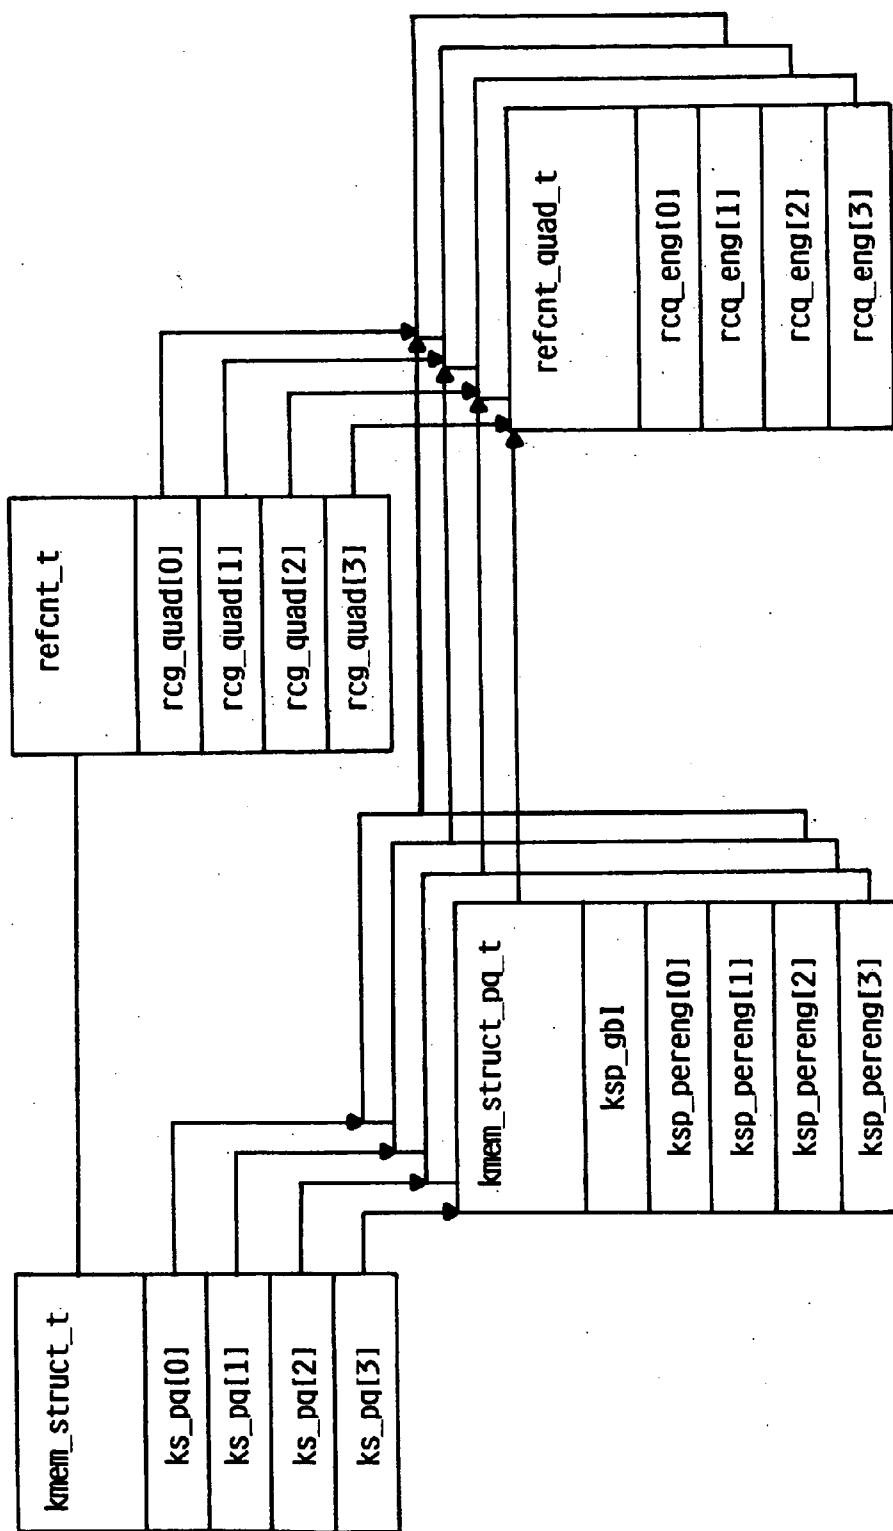 kmem_struct_t
ks_pq[0]
ks_pq[1]
ks_pq[2]
ks_pq[3]
refcnt_t
rcg_quad[0]
rcg_quad[1]
rcg_quad[2]
rcg_quad[3]
kmem_struct_pq_t
ksp_gbl
ksp_pereng[0]
ksp_pereng[1]
ksp_pereng[2]
ksp_pereng[3]
refcnt_quad_t
rcq_eng[0]
rcq_eng[1]
rcq_eng[2]
rcq_eng[3]